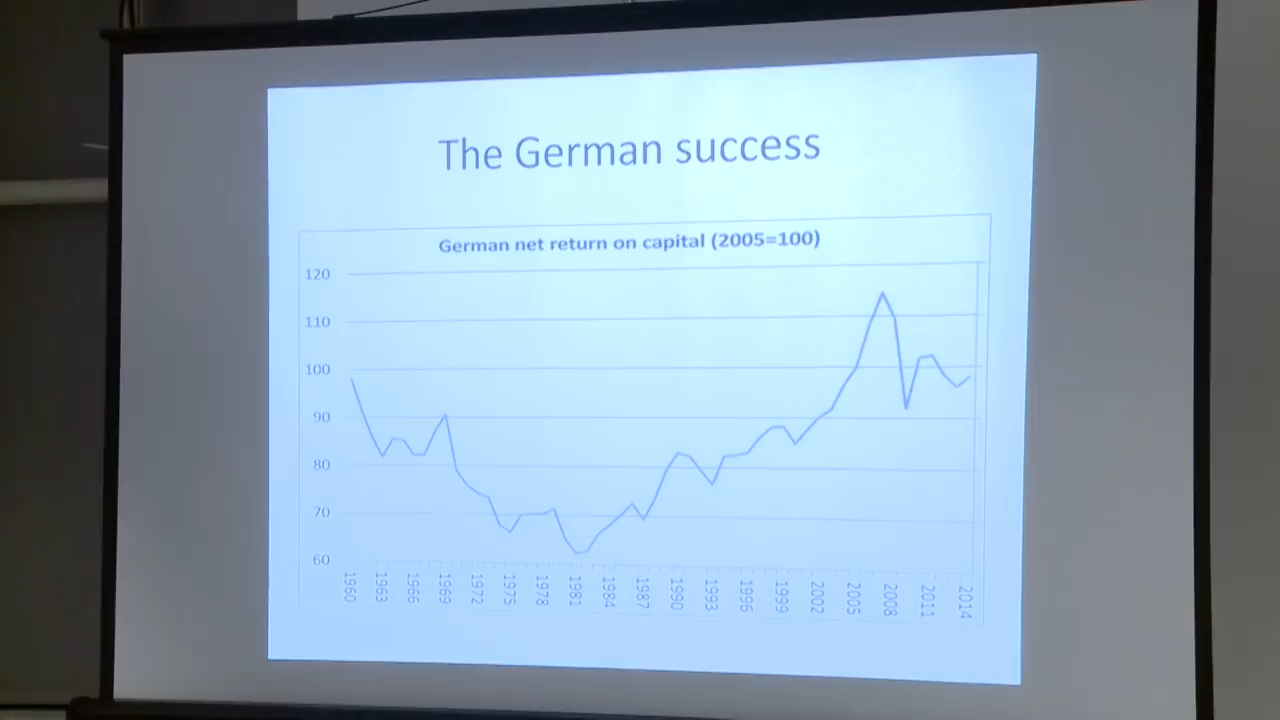 The German success
German net return on capital (2005=100)
120
110
100
90
80
70
60
1960 1963 1966 1969 1972 1975 1978 1981 1984 1987 1990 1993 1996 1999 2002 2005 2008 2011 2014